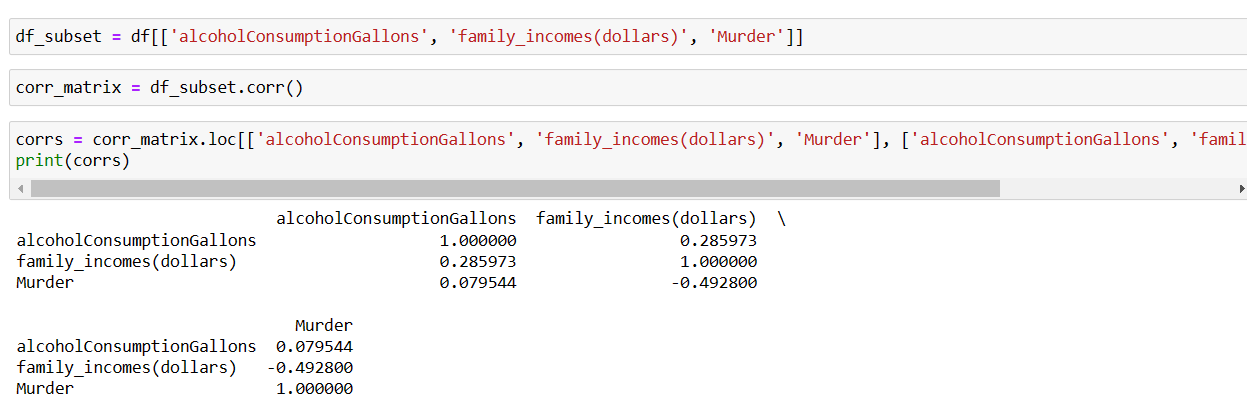 df_subset = df[['alcoholConsumptionGallons', 'family_incomes(dollars)', 'Murder']]
corr_matrix = df_subset.corr()
corrs = corr_matrix.loc[['alcoholConsumptionGallons', 'family_incomes(dollars)', 'Murder'], ['alcoholConsumptionGallons', 'famil
print(corrs)
                           alcoholConsumptionGallons  family_incomes(dollars)  \
alcoholConsumptionGallons                   1.000000                 0.285973
family_incomes(dollars)                     0.285973                 1.000000
Murder                                      0.079544                -0.492800
                             Murder
alcoholConsumptionGallons  0.079544
family_incomes(dollars)   -0.492800
Murder                     1.000000